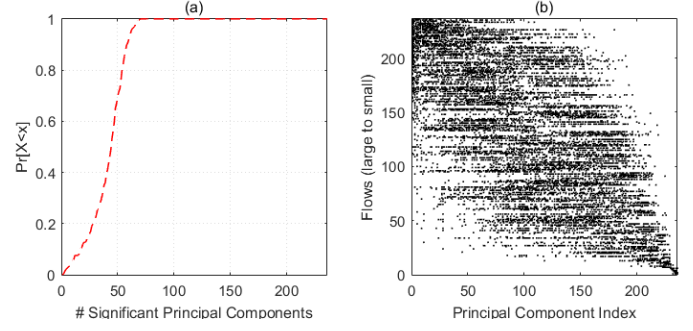 (a)
1
0.8
0.6
0.4
0.2
0
Pr[X<x]
0 50 100 150 200
# Significant Principal Components
(b)
200
150
100
50
0
Flows (large to small)
0 50 100 150 200
Principal Component Index